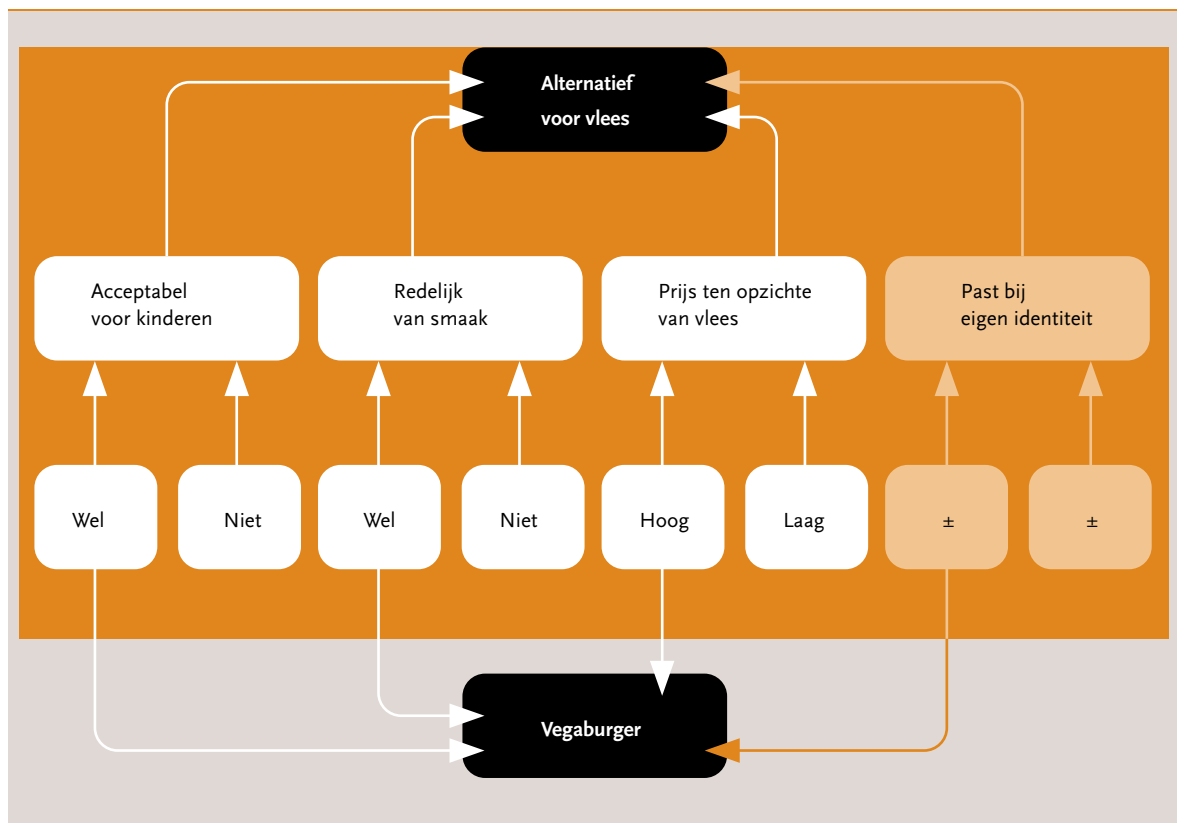 Alternatief
voor vlees
Acceptabel
voor kinderen
Redelijk
van smaak
Prijs ten opzichte
van vlees
Past bij
eigen identiteit
Wel
Niet
Wel
Niet
Hoog
Laag
±
±
Vegaburger